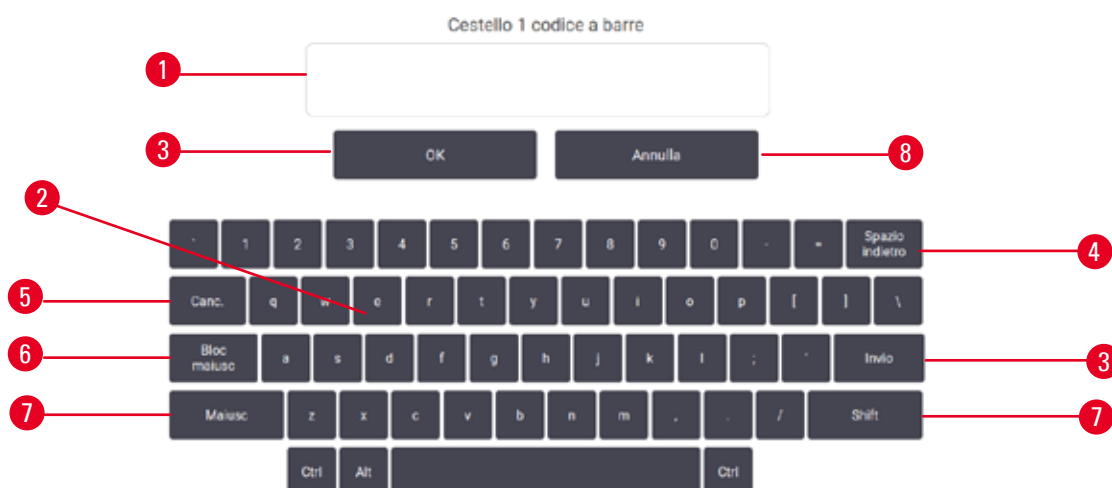 Cestello 1 codice a barre
1
3 OK Annulla 8
2
` 1 2 3 4 5 6 7 8 9 0 - = Spazio
indietro 4
5 Canc. q w e r t y u i o p [ ] \
6 Bloc
maiusc a s d f g h j k l ; ' Invio 3
7 Maiusc z x c v b n m , . / Shift 7
Ctrl Alt Ctrl